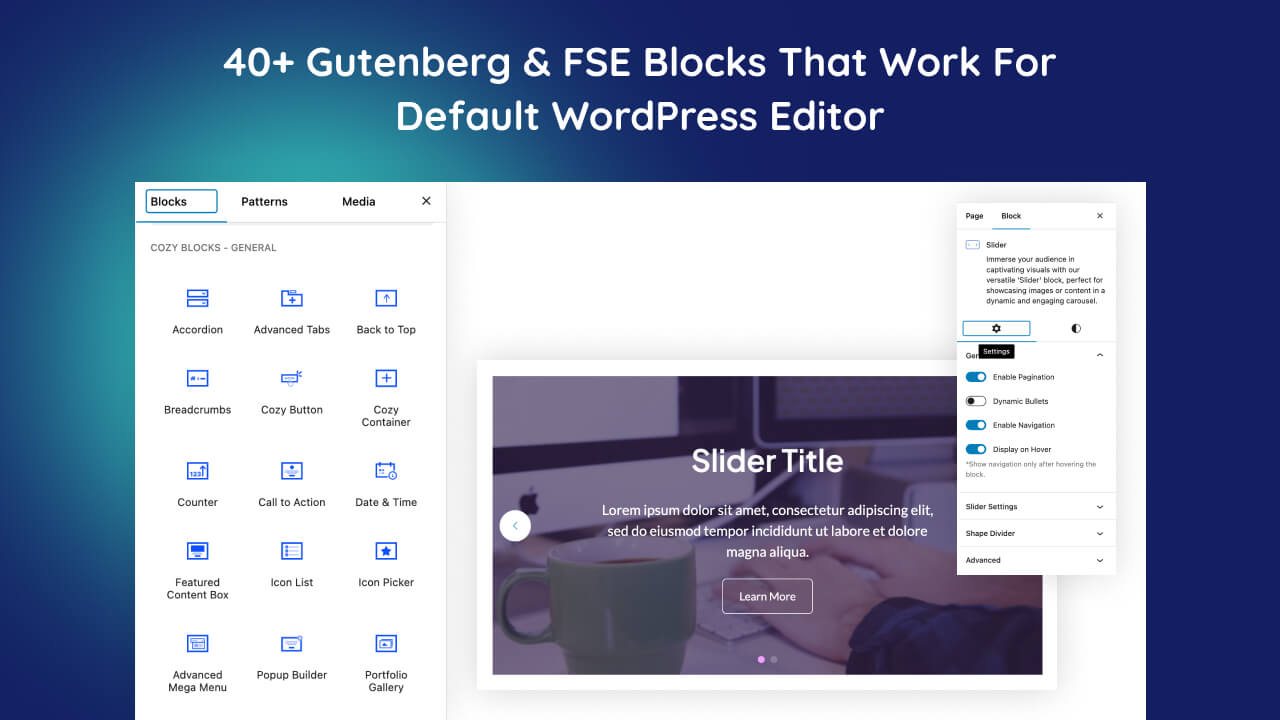 40+ Gutenberg & FSE Blocks That Work For
Default WordPress Editor
Blocks
Patterns
Media
COZY BLOCKS - GENERAL
Accordion
Advanced Tabs
Back to Top
Breadcrumbs
Cozy Button
Cozy
Container
123
Counter
Call to Action
Date & Time
Featured
Content Box
Icon List
Icon Picker
Advanced
Mega Menu
Popup Builder
Portfolio
Gallery
Slider Title
Lorem ipsum dolor sit amet, consectetur adipiscing elit,
sed do eiusmod tempor incididunt ut labore et dolore
magna aliqua.
Learn More
Page
Block
Slider
Immerse your audience in
captivating visuals with our
versatile 'Slider' block, perfect for
showcasing images or content in a
dynamic and engaging carousel.
Settings
Enable Pagination
Dynamic Bullets
Enable Navigation
Display on Hover
*Show navigation only after hovering the
block.
Slider Settings
Shape Divider
Advanced